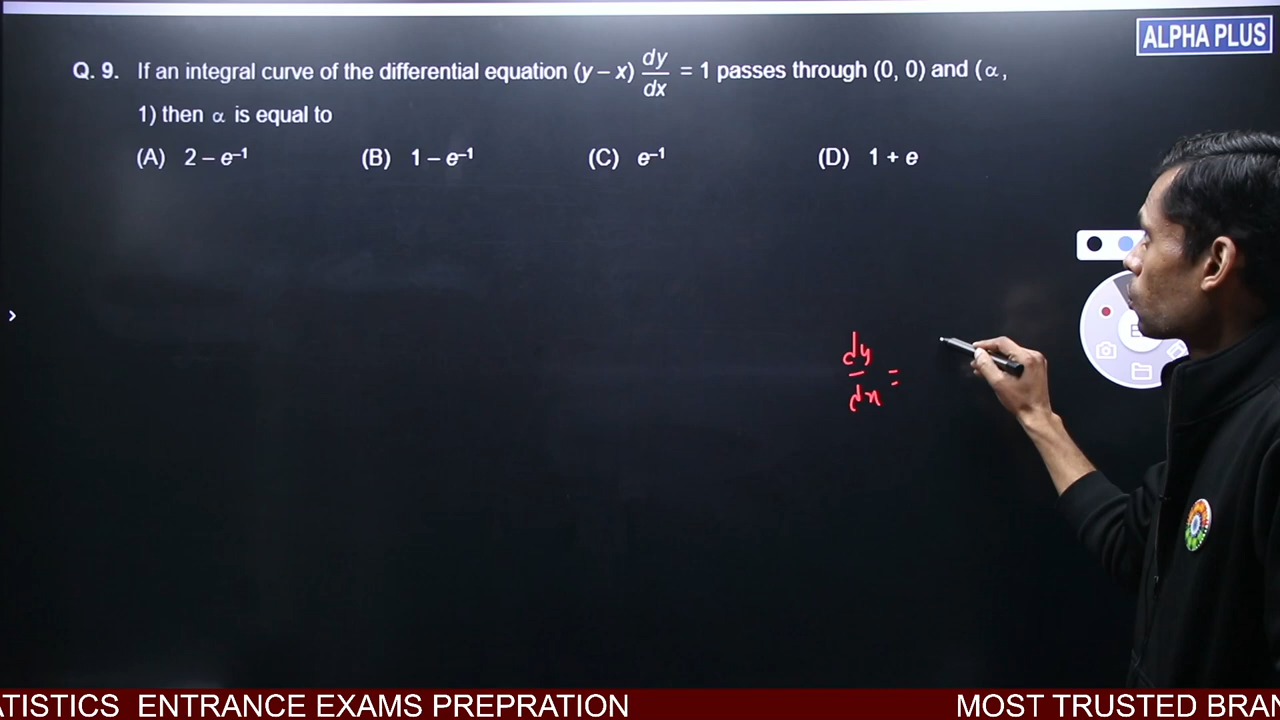 ALPHA PLUS
Q. 9. If an integral curve of the differential equation (y – x) dy/dx = 1 passes through (0, 0) and (α,
1) then α is equal to
(A) 2 – e⁻¹ (B) 1 – e⁻¹ (C) e⁻¹ (D) 1 + e
dy/dx =
ATISTICS ENTRANCE EXAMS PREPRATION MOST TRUSTED BRAN